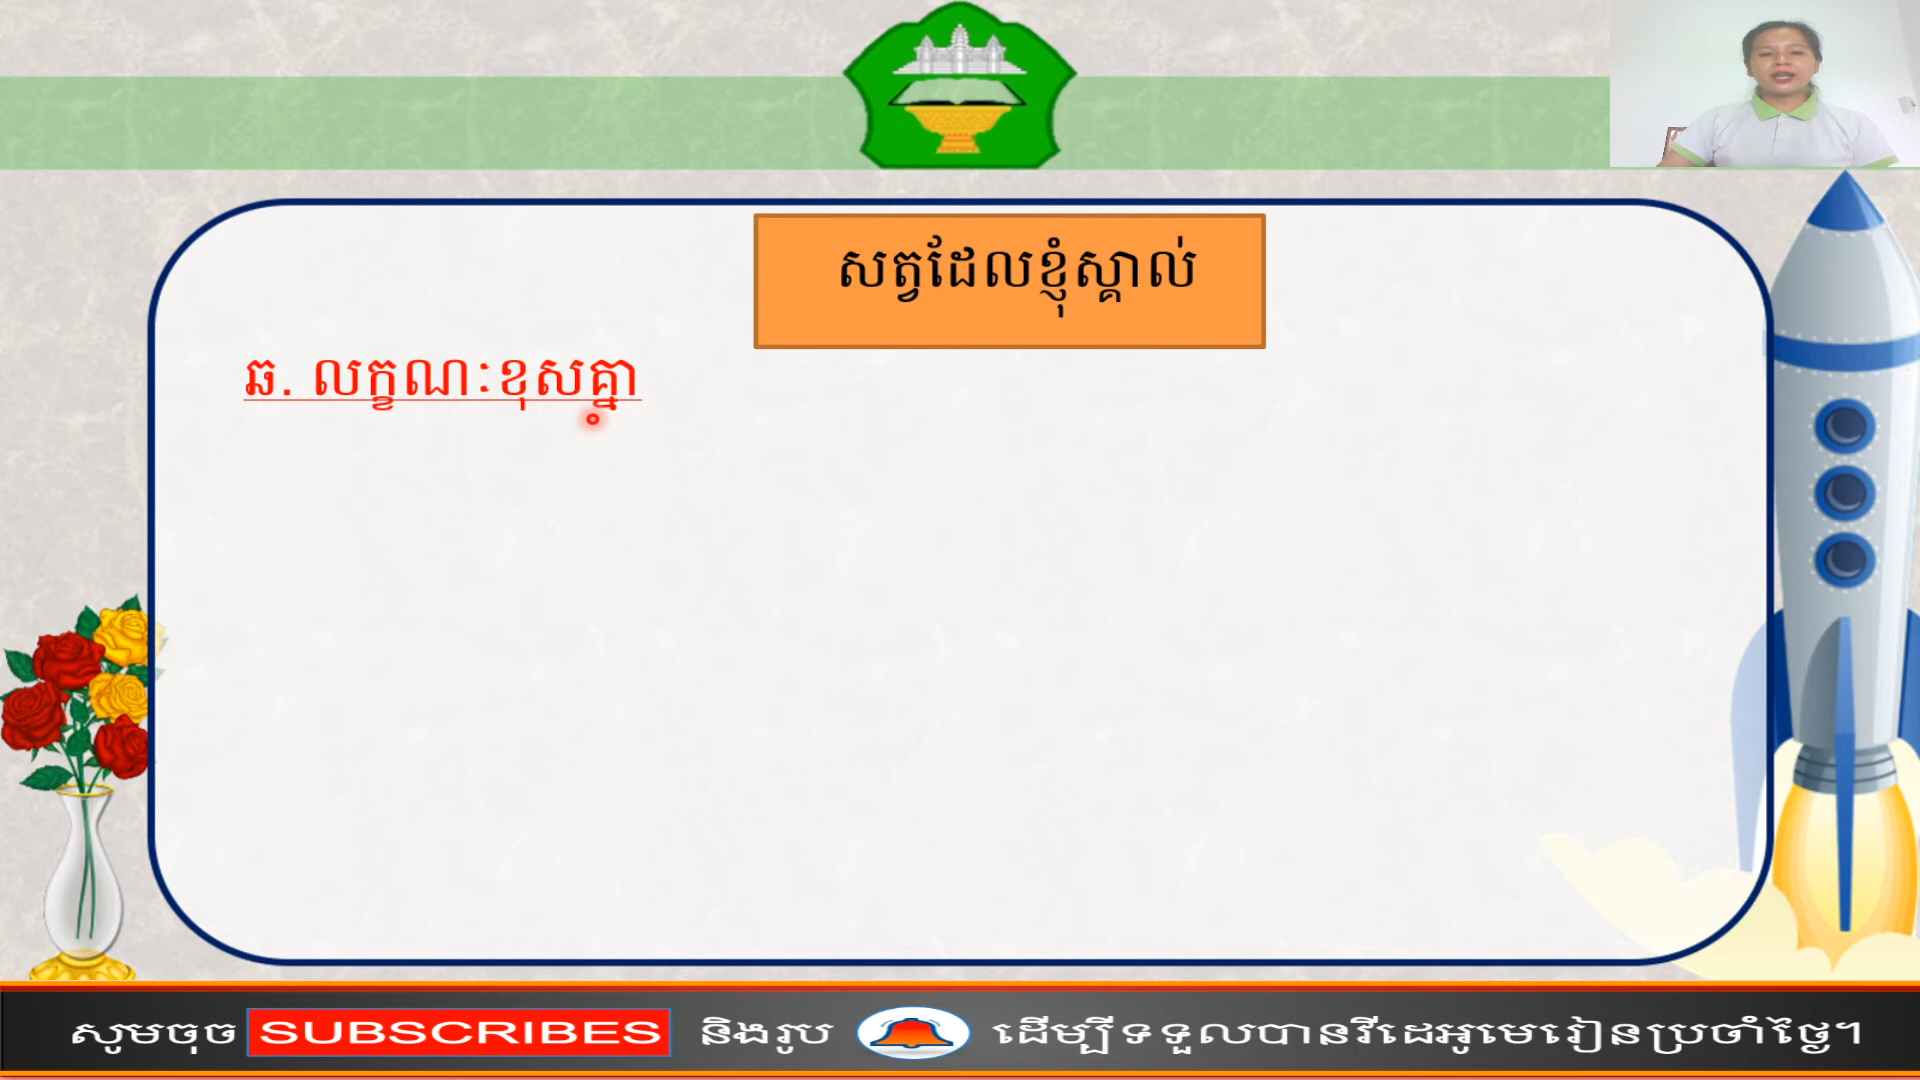 សត្វដែលខ្ញុំស្គាល់
ឆ. លក្ខណៈខុសគ្នា
សូមចុច SUBSCRIBES និងរូប ដើម្បីទទួលបានវីដេអូមេរៀនប្រចាំថ្ងៃ។